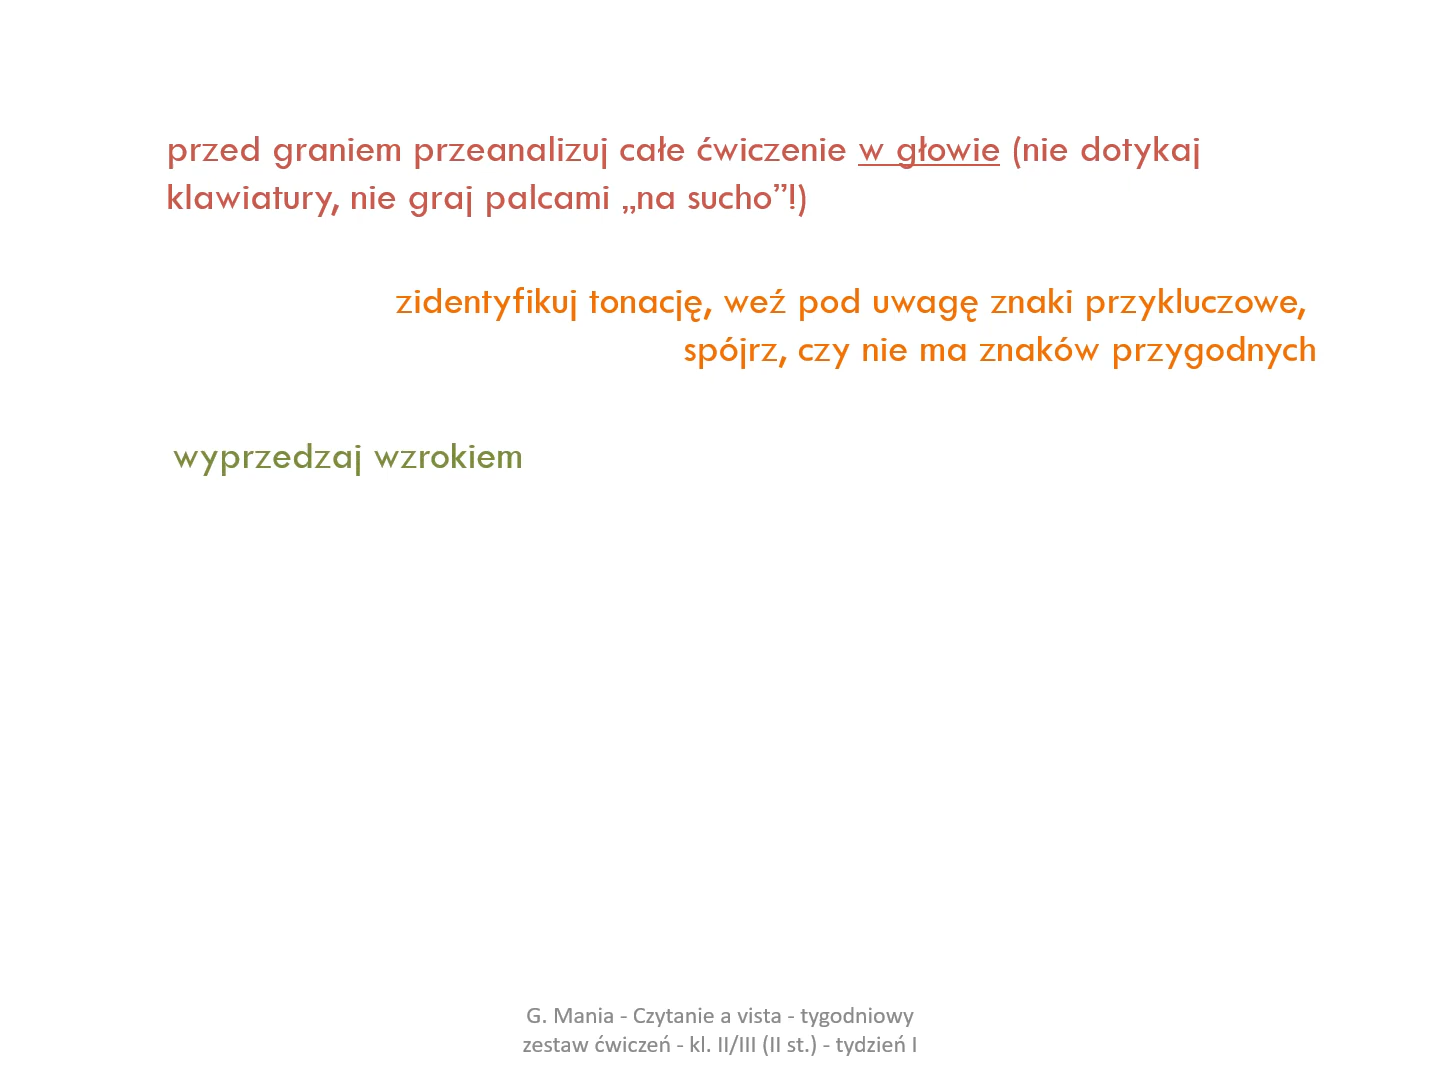 przed graniem przeanalizuj całe ćwiczenie w głowie (nie dotykaj
klawiatury, nie graj palcami „na sucho”!)
zidentyfikuj tonację, weź pod uwagę znaki przykluczowe,
spójrz, czy nie ma znaków przygodnych
wyprzedzaj wzrokiem
G. Mania - Czytanie a vista - tygodniowy
zestaw ćwiczeń - kl. II/III (II st.) - tydzień I